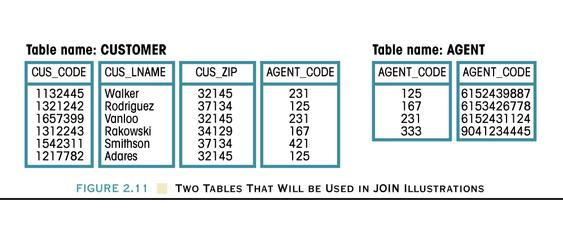 Table name: CUSTOMER
CUS_CODE CUS_LNAME CUS_ZIP AGENT_CODE
1132445 Walker 32145 231
1321242 Rodriguez 37134 125
1657399 Vanloo 32145 231
1312243 Rakowski 34129 167
1542311 Smithson 37134 421
1217782 Adares 32145 125
Table name: AGENT
AGENT_CODE AGENT_CODE
125 6152439887
167 6153426778
231 6152431124
333 9041234445
FIGURE 2.11 TWO TABLES THAT WILL BE USED IN JOIN ILLUSTRATIONS